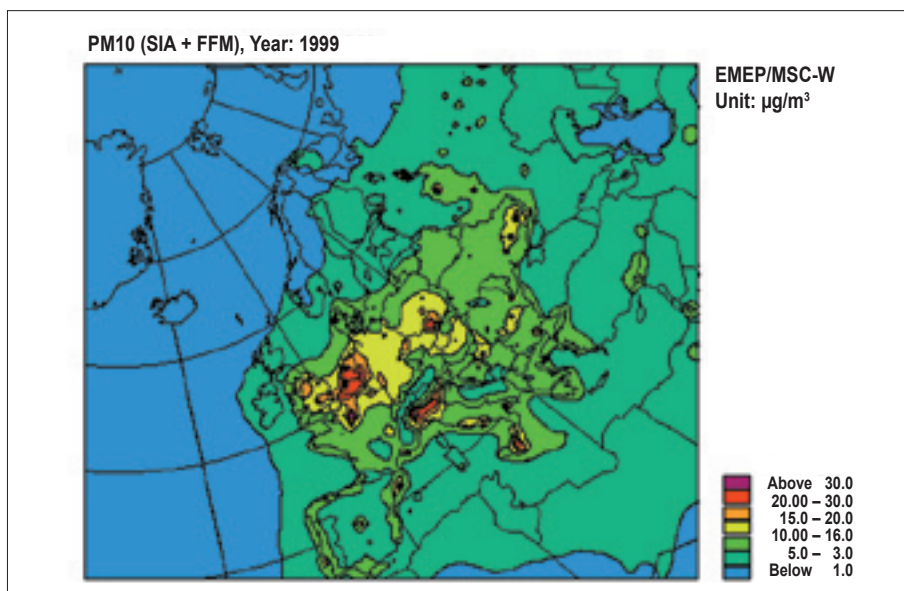 PM10 (SIA + FFM), Year: 1999
EMEP/MSC-W
Unit: µg/m³
Above 30.0
20.00 – 30.0
15.0 – 20.0
10.00 – 16.0
5.0 – 3.0
Below 1.0